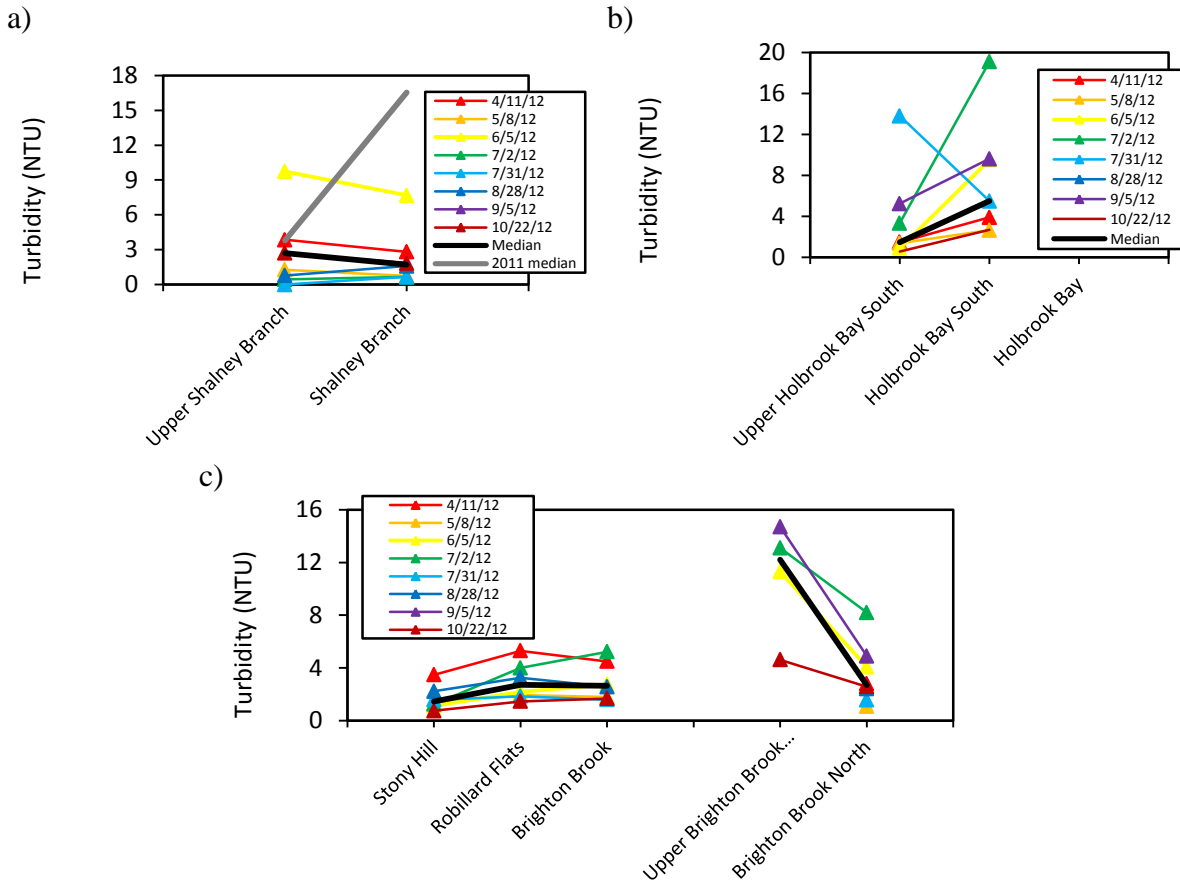 a)
Turbidity (NTU)
18
15
12
9
6
3
0
4/11/12
5/8/12
6/5/12
7/2/12
7/31/12
8/28/12
9/5/12
10/22/12
Median
2011 median
Upper Shalney Branch
Shalney Branch
b)
Turbidity (NTU)
20
16
12
8
4
0
4/11/12
5/8/12
6/5/12
7/2/12
7/31/12
8/28/12
9/5/12
10/22/12
Median
Upper Holbrook Bay South
Holbrook Bay South
Holbrook Bay
c)
Turbidity (NTU)
16
12
8
4
0
4/11/12
5/8/12
6/5/12
7/2/12
7/31/12
8/28/12
9/5/12
10/22/12
Stony Hill
Robillard Flats
Brighton Brook
Upper Brighton Brook...
Brighton Brook North